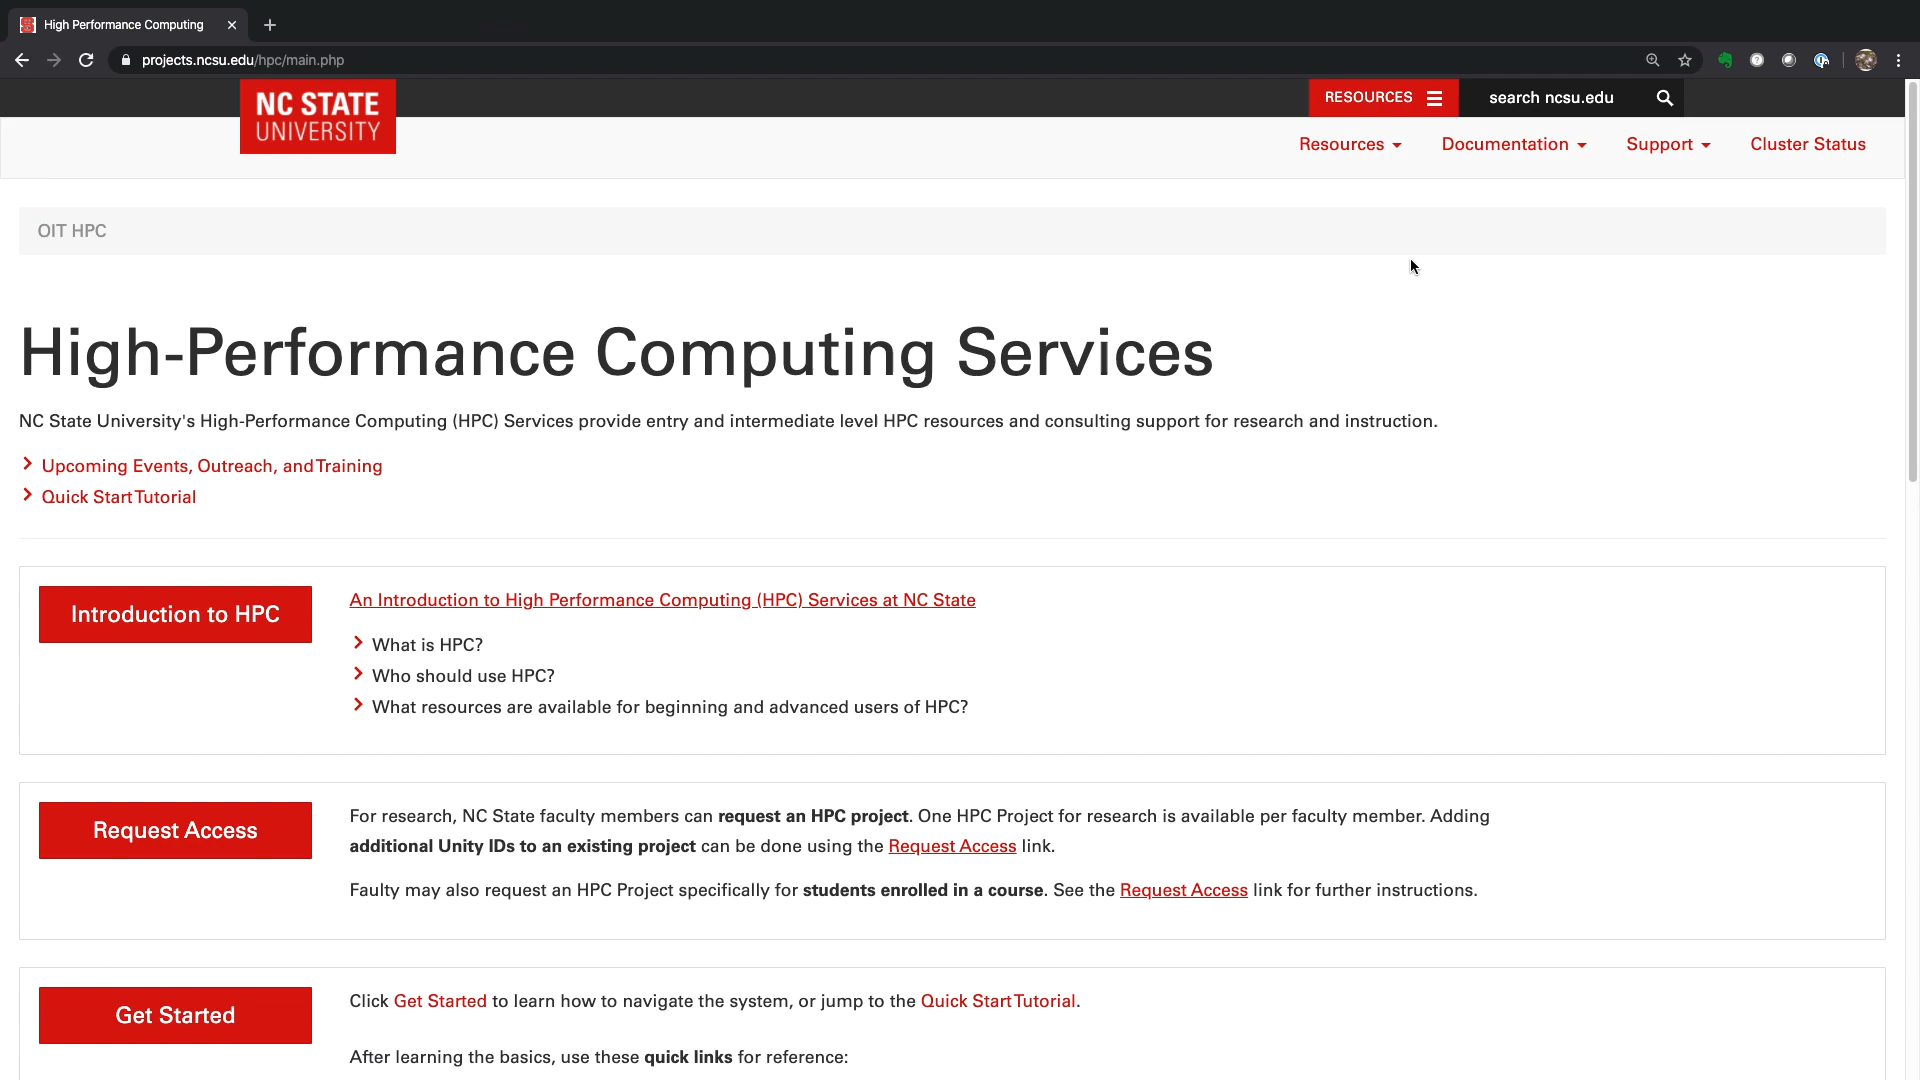 High Performance Computing
projects.ncsu.edu/hpc/main.php
NC STATE
UNIVERSITY
RESOURCES
search ncsu.edu
Resources
Documentation
Support
Cluster Status
OIT HPC
High-Performance Computing Services
NC State University's High-Performance Computing (HPC) Services provide entry and intermediate level HPC resources and consulting support for research and instruction.
Upcoming Events, Outreach, and Training
Quick Start Tutorial
Introduction to HPC
An Introduction to High Performance Computing (HPC) Services at NC State
What is HPC?
Who should use HPC?
What resources are available for beginning and advanced users of HPC?
Request Access
For research, NC State faculty members can request an HPC project. One HPC Project for research is available per faculty member. Adding
additional Unity IDs to an existing project can be done using the Request Access link.
Faulty may also request an HPC Project specifically for students enrolled in a course. See the Request Access link for further instructions.
Get Started
Click Get Started to learn how to navigate the system, or jump to the Quick Start Tutorial.
After learning the basics, use these quick links for reference: